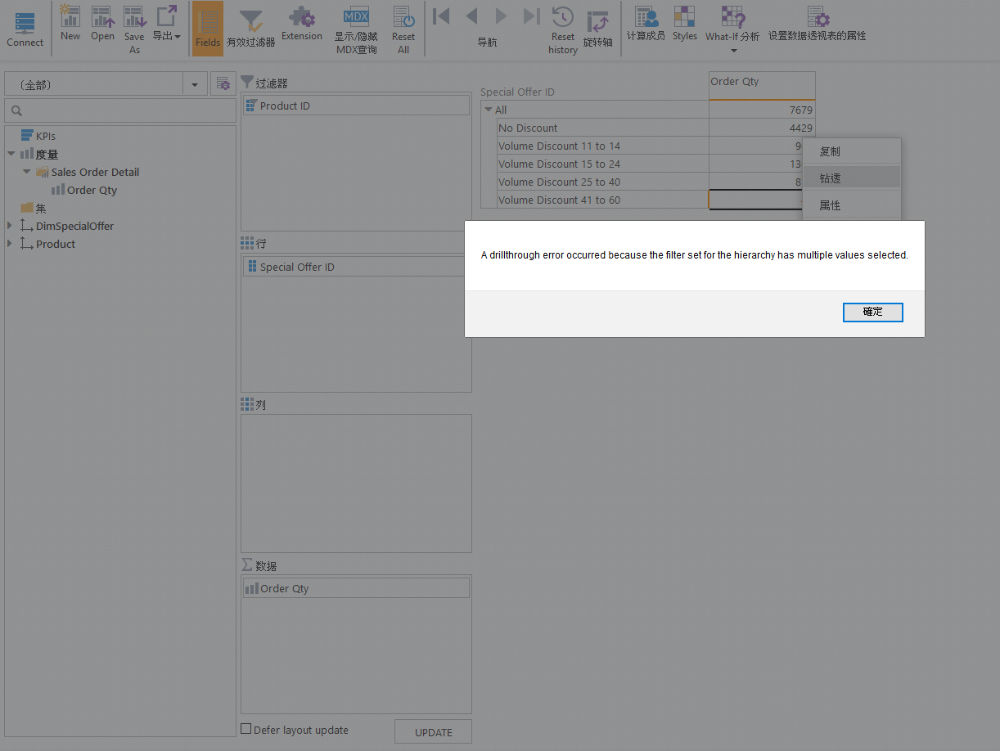 Connect
New
Open
Save
As
导出
Fields
有效过滤器
Extension
MDX
显示/隐藏
MDX查询
Reset
All
导航
Reset
history
旋转轴
计算成员
Styles
What-If 分析
设置数据透视表的属性
（全部）
KPIs
度量
Sales Order Detail
Order Qty
集
DimSpecialOffer
Product
过滤器
Product ID
行
Special Offer ID
列
数据
Order Qty
Defer layout update
UPDATE
Special Offer ID
Order Qty
All 7679
No Discount 4429
Volume Discount 11 to 14
Volume Discount 15 to 24
Volume Discount 25 to 40
Volume Discount 41 to 60
复制
钻透
属性
A drillthrough error occurred because the filter set for the hierarchy has multiple values selected.
確定